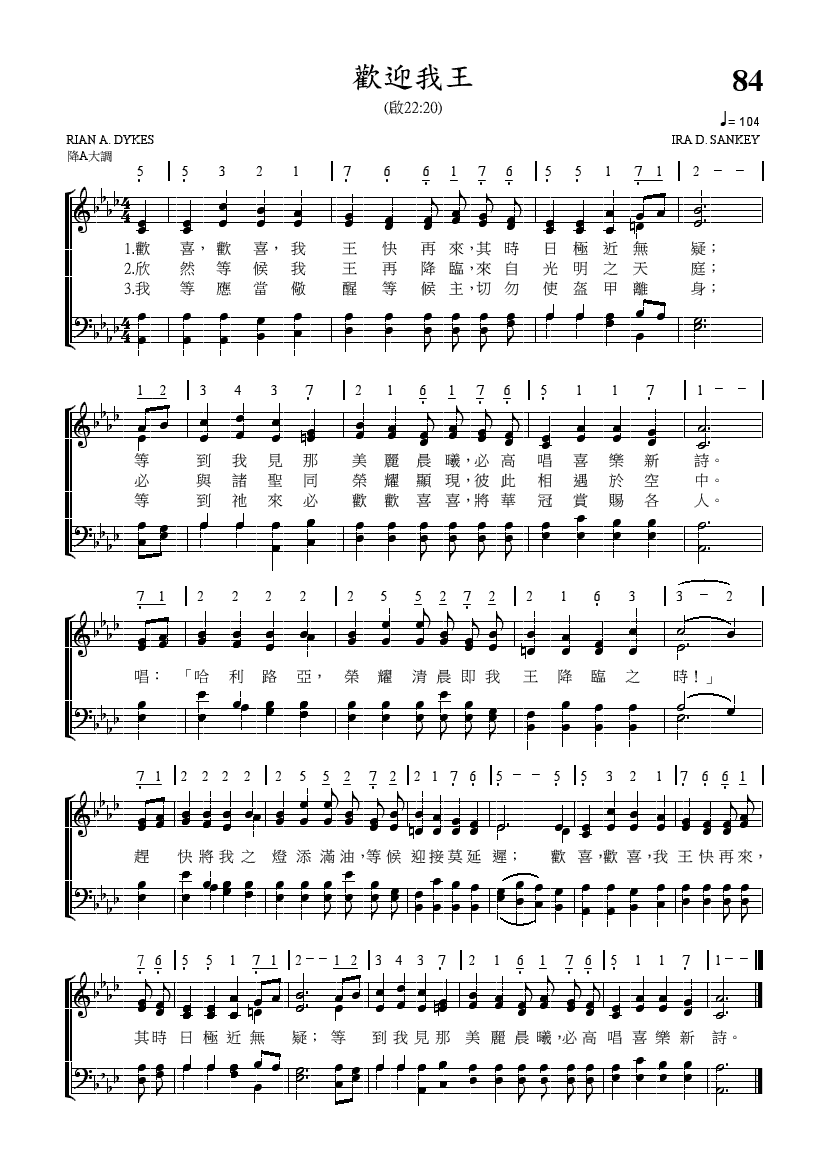 歡迎我王
84
(啟22:20)
♩= 104
RIAN A. DYKES
IRA D. SANKEY
降A大調
5 | 5 3 2 1 | 7 6 6 1 7 6 | 5 5 1 7 1 | 2 – – |
1.歡 喜，歡 喜，我 王 快 再 來，其 時 日 極 近 無 疑；
2.欣 然 等 候 我 王 再 降 臨，來 自 光 明 之 天 庭；
3.我 等 應 當 儆 醒 等 候 主，切 勿 使 盔 甲 離 身；
1 2 | 3 4 3 7 | 2 1 6 1 7 6 | 5 1 1 7 | 1 – – |
等 到 我 見 那 美 麗 晨 曦，必 高 唱 喜 樂 新 詩。
必 與 諸 聖 同 榮 耀 顯 現，彼 此 相 遇 於 空 中。
等 到 祂 來 必 歡 歡 喜 喜，將 華 冠 賞 賜 各 人。
7 1 | 2 2 2 2 | 2 5 5 2 7 2 | 2 1 6 3 | 3 – 2 |
唱：「哈 利 路 亞， 榮 耀 清 晨 即 我 王 降 臨 之 時！」
7 1 | 2 2 2 2 | 2 5 5 2 7 2 | 2 1 7 6 | 5 – – 5 | 5 3 2 1 | 7 6 6 1 |
趕 快 將 我 之 燈 添 滿 油，等 候 迎 接 莫 延 遲； 歡 喜，歡 喜，我 王 快 再 來，
7 6 | 5 5 1 7 1 | 2 – – 1 2 | 3 4 3 7 | 2 1 6 1 7 6 | 5 1 1 7 | 1 – –
其 時 日 極 近 無 疑； 等 到 我 見 那 美 麗 晨 曦，必 高 唱 喜 樂 新 詩。